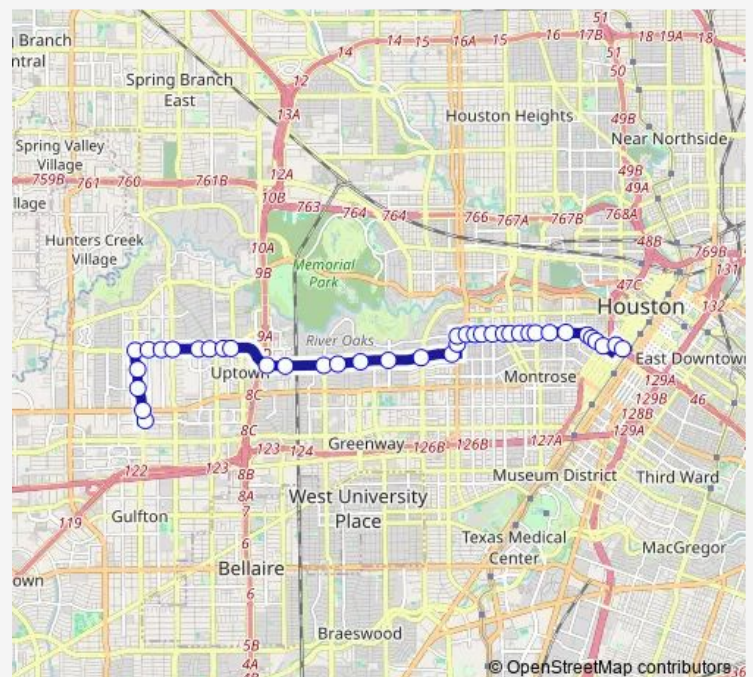 51
14
14
15
16A
15
16
17B
18
19A
18
51
50
Branch
ntral
Spring Branch
East
12
13A
Houston Heights
49B
Near Northside
Spring Valley
Village
759B
761
760
761B
12A
10B
49B
49A
llage
763
764
764
766
767A
767B
768A
Hunters Creek
Village
10A
9B
48B
769B
131
Memorial
Park
47C
132
Houston
9A
River Oaks
East Downtown
Uptown
Montrose
129A
8C
129B
46
128B
8C
129A
123
124
Greenway
126B
126B
127A
122
123
8B
8A
Museum District
Third Ward
119
7
West University
Place
Gulfton
6
Texas Medical
Center
MacGregor
own
Bellaire
Braeswood
5B
4A
© OpenStreetMap contributors